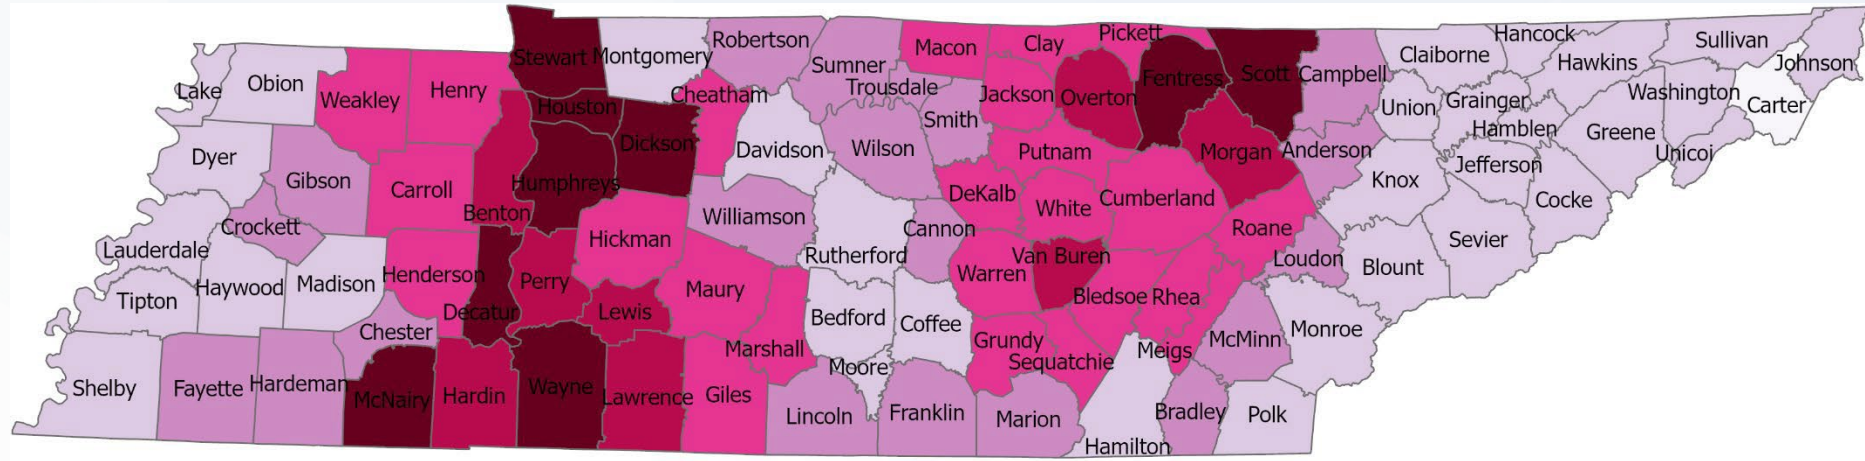 Stewart
Montgomery
Robertson
Sumner
Macon
Clay
Pickett
Fentress
Scott
Campbell
Claiborne
Hancock
Hawkins
Sullivan
Johnson
Lake
Obion
Weakley
Henry
Houston
Cheatham
Trousdale
Jackson
Overton
Union
Grainger
Washington
Carter
Dickson
Smith
Hamblen
Greene
Unicoi
Dyer
Gibson
Carroll
Humphreys
Davidson
Wilson
Putnam
Morgan
Anderson
Knox
Jefferson
Cocke
Crockett
Benton
Williamson
DeKalb
White
Cumberland
Lauderdale
Hickman
Rutherford
Cannon
Van Buren
Roane
Loudon
Blount
Sevier
Tipton
Haywood
Madison
Henderson
Perry
Maury
Warren
Bledsoe
Rhea
Decatur
Lewis
Bedford
Coffee
Chester
Grundy
McMinn
Monroe
Marshall
Sequatchie
Meigs
Moore
Shelby
Fayette
Hardeman
McNairy
Hardin
Wayne
Lawrence
Giles
Lincoln
Franklin
Marion
Bradley
Polk
Hamilton